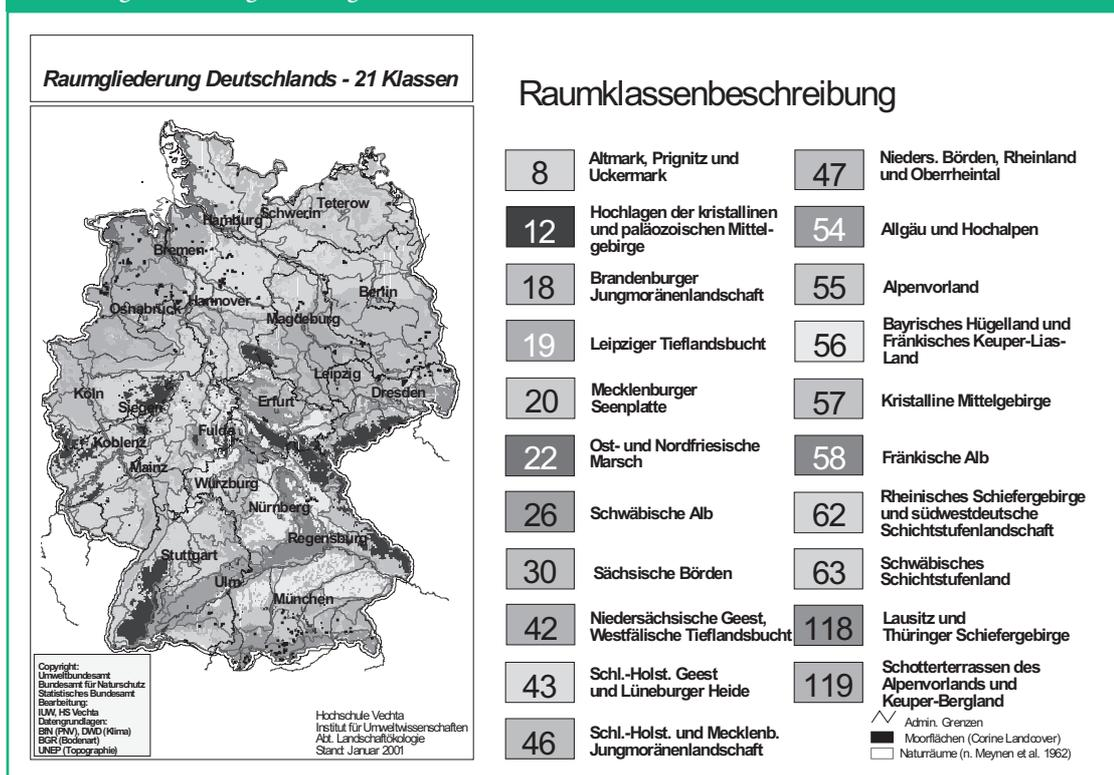 Raumgliederung Deutschlands - 21 Klassen
Hamburg
Schwerin
Teterow
Bremen
Berlin
Osnabrück
Hannover
Magdeburg
Leipzig
Köln
Dresden
Siegen
Erfurt
Fulda
Koblenz
Mainz
Würzburg
Nürnberg
Regensburg
Stuttgart
Ulm
München
Copyright:
Umweltbundesamt
Bundesamt für Naturschutz
Statistisches Bundesamt
Bearbeitung:
IUW, HS Vechta
Datengrundlagen:
BfN (PNV), DWD (Klima)
BGR (Bodenart)
UNEP (Topographie)
Hochschule Vechta
Institut für Umweltwissenschaften
Abt. Landschaftökologie
Stand: Januar 2001
Raumklassenbeschreibung
8
Altmark, Prignitz und
Uckermark
12
Hochlagen der kristallinen
und paläozoischen Mittel-
gebirge
18
Brandenburger
Jungmoränenlandschaft
19
Leipziger Tieflandsbucht
20
Mecklenburger
Seenplatte
22
Ost- und Nordfriesische
Marsch
26
Schwäbische Alb
30
Sächsische Börden
42
Niedersächsische Geest,
Westfälische Tieflandsbucht
43
Schl.-Holst. Geest
und Lüneburger Heide
46
Schl.-Holst. und Mecklenb.
Jungmoränenlandschaft
47
Nieders. Börden, Rheinland
und Oberrheintal
54
Allgäu und Hochalpen
55
Alpenvorland
56
Bayrisches Hügelland und
Fränkisches Keuper-Lias-
Land
57
Kristalline Mittelgebirge
58
Fränkische Alb
62
Rheinisches Schiefergebirge
und südwestdeutsche
Schichtstufenlandschaft
63
Schwäbisches
Schichtstufenland
118
Lausitz und
Thüringer Schiefergebirge
119
Schotterterrassen des
Alpenvorlands und
Keuper-Bergland
Admin. Grenzen
Moorflächen (Corine Landcover)
Naturräume (n. Meynen et al. 1962)